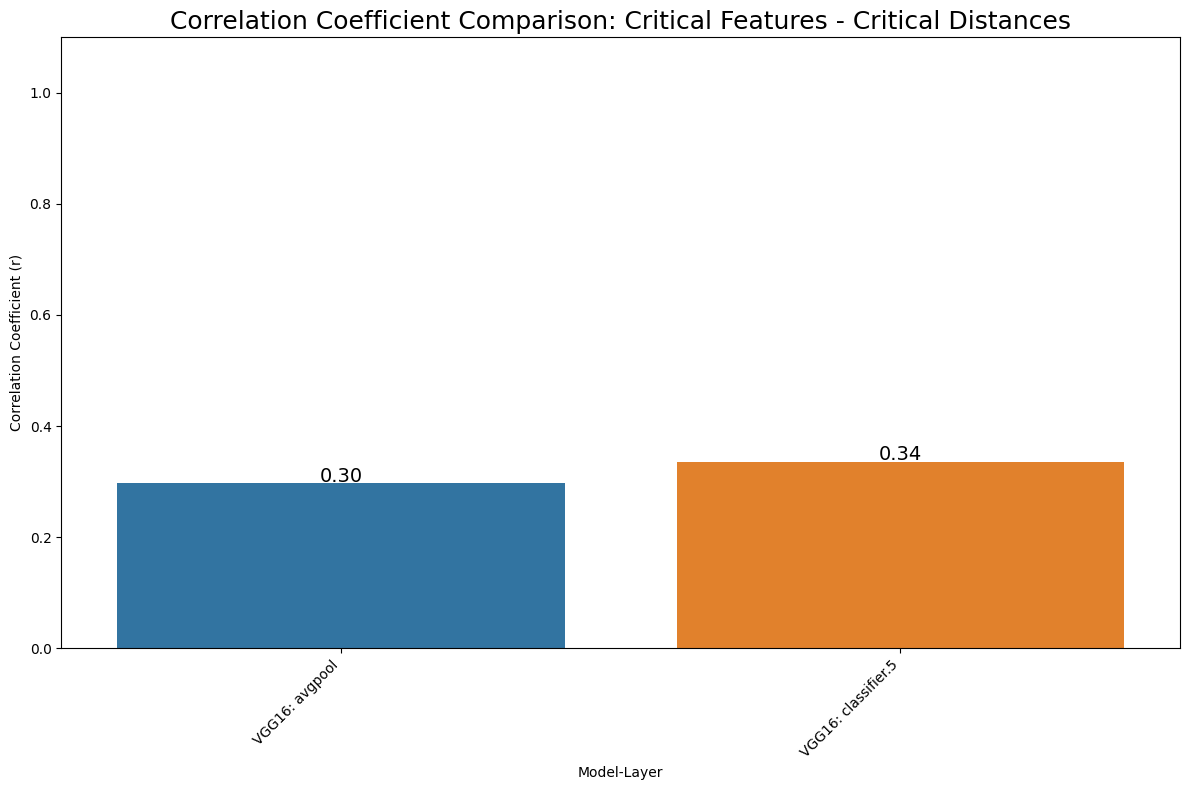 Correlation Coefficient Comparison: Critical Features - Critical Distances
Correlation Coefficient (r)
1.0
0.8
0.6
0.4
0.2
0.0
0.30
0.34
VGG16: avgpool
VGG16: classifier.5
Model-Layer